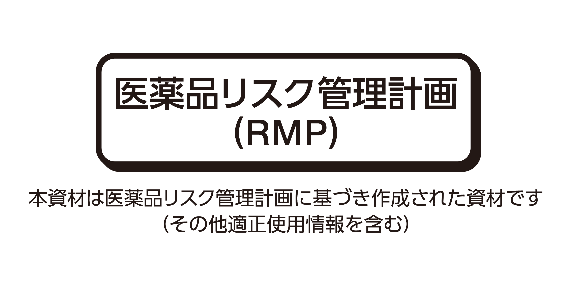 医薬品リスク管理計画
(RMP)
本資材は医薬品リスク管理計画に基づき作成された資材です
(その他適正使用情報を含む)